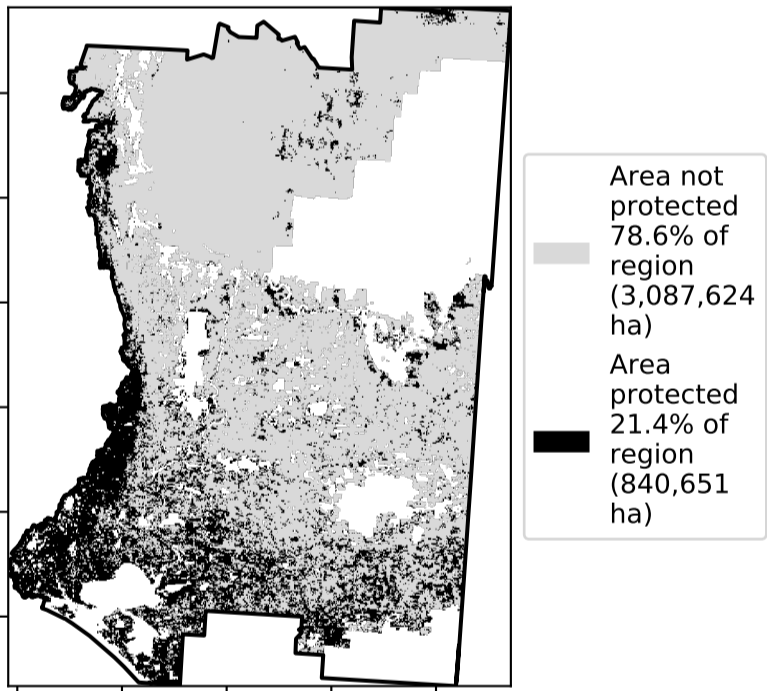 Area not
protected
78.6% of
region
(3,087,624
ha)
Area
protected
21.4% of
region
(840,651
ha)